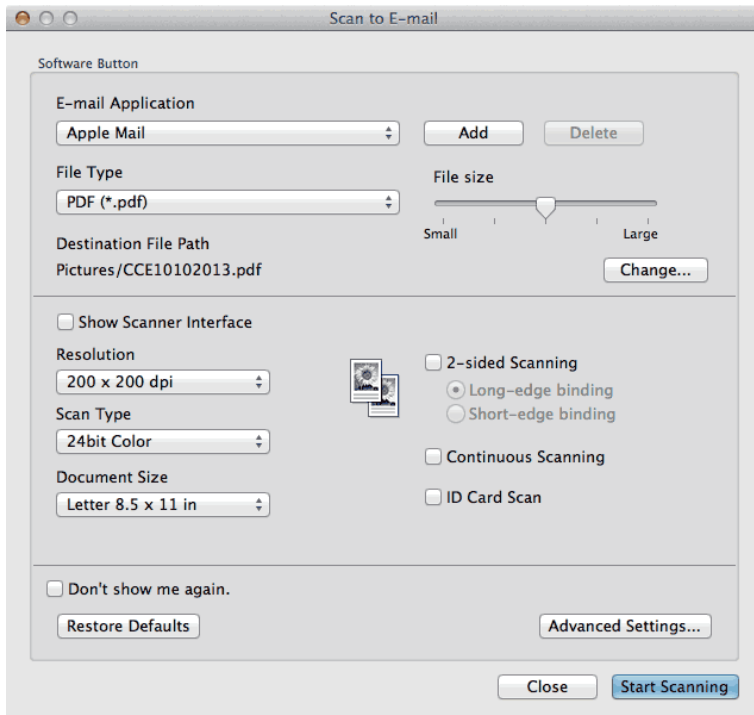 Scan to E-mail
Software Button
E-mail Application
Apple Mail
Add
Delete
File Type
PDF (*.pdf)
File size
Small
Large
Destination File Path
Pictures/CCE10102013.pdf
Change...
Show Scanner Interface
Resolution
200 x 200 dpi
Scan Type
24bit Color
Document Size
Letter 8.5 x 11 in
2-sided Scanning
Long-edge binding
Short-edge binding
Continuous Scanning
ID Card Scan
Don't show me again.
Restore Defaults
Advanced Settings...
Close
Start Scanning